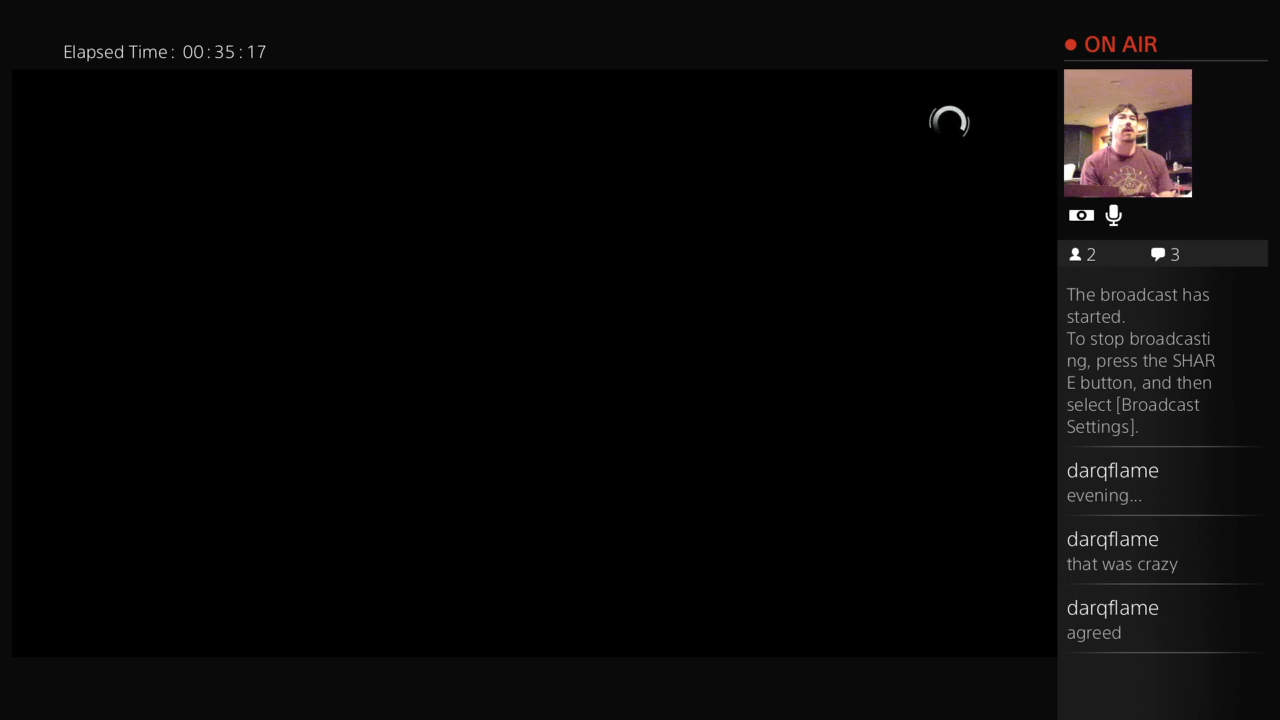 Elapsed Time: 00:35:17
ON AIR
2 3
The broadcast has
started.
To stop broadcasti
ng, press the SHAR
E button, and then
select [Broadcast
Settings].
darqflame
evening...
darqflame
that was crazy
darqflame
agreed